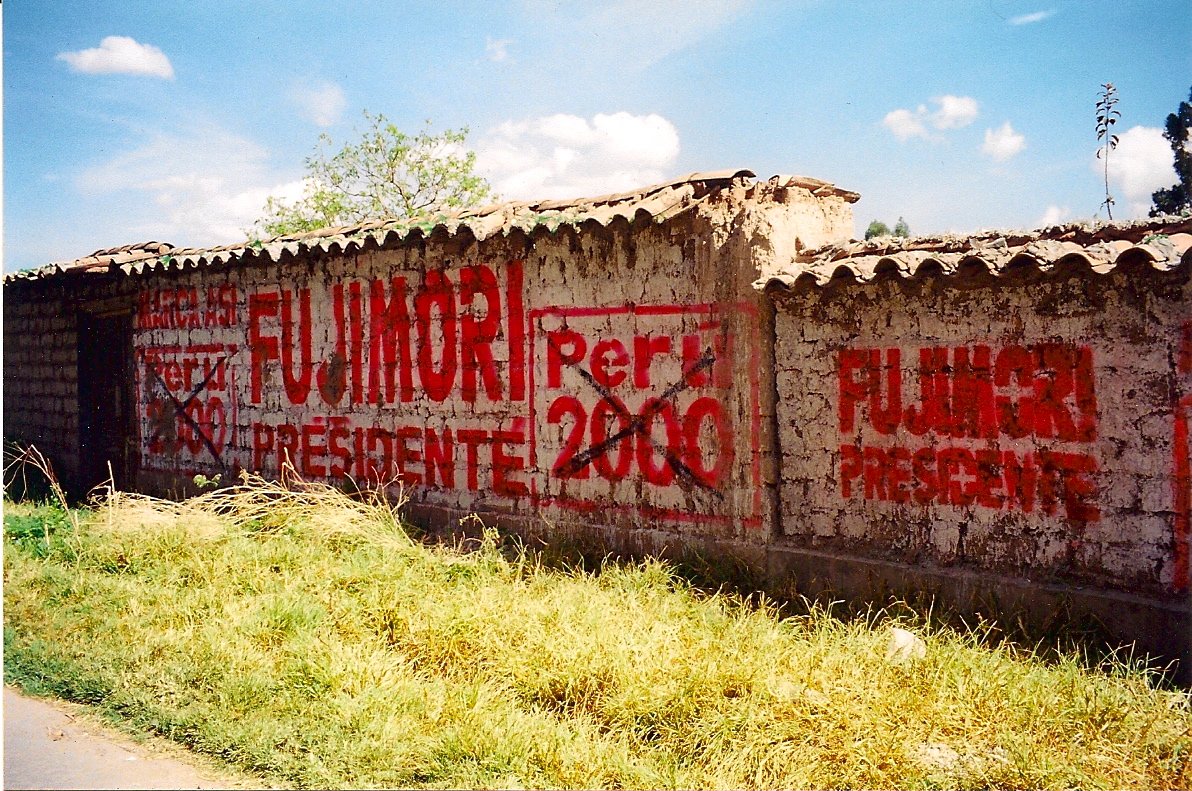 MARCA ASI
Perú
2000
FUJIMORI
PRESIDENTE
Perú
2000
FUJIMORI
PRESIDENTE